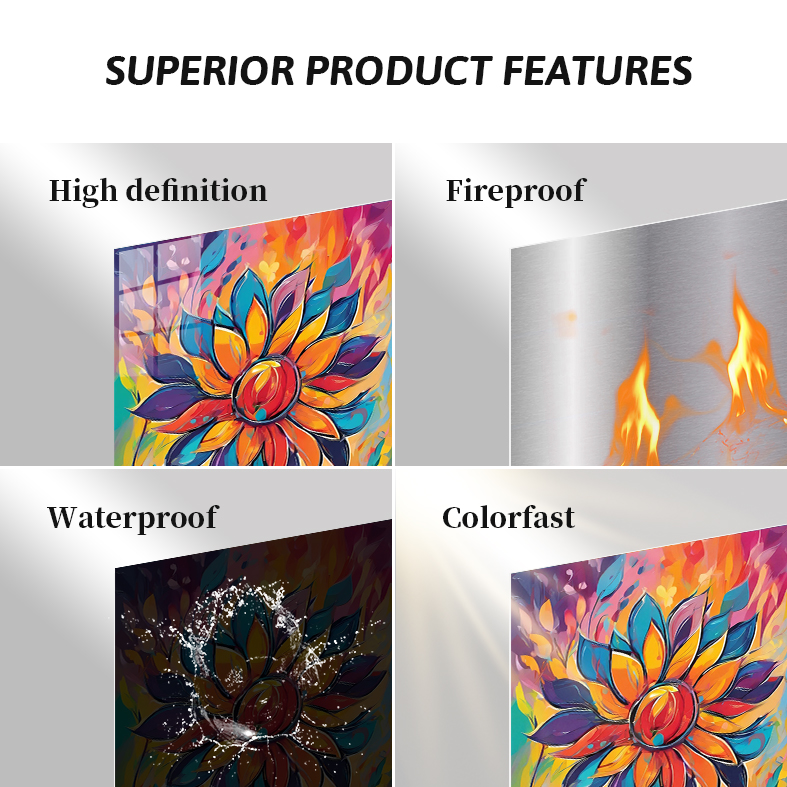 SUPERIOR PRODUCT FEATURES
High definition
Fireproof
Waterproof
Colorfast